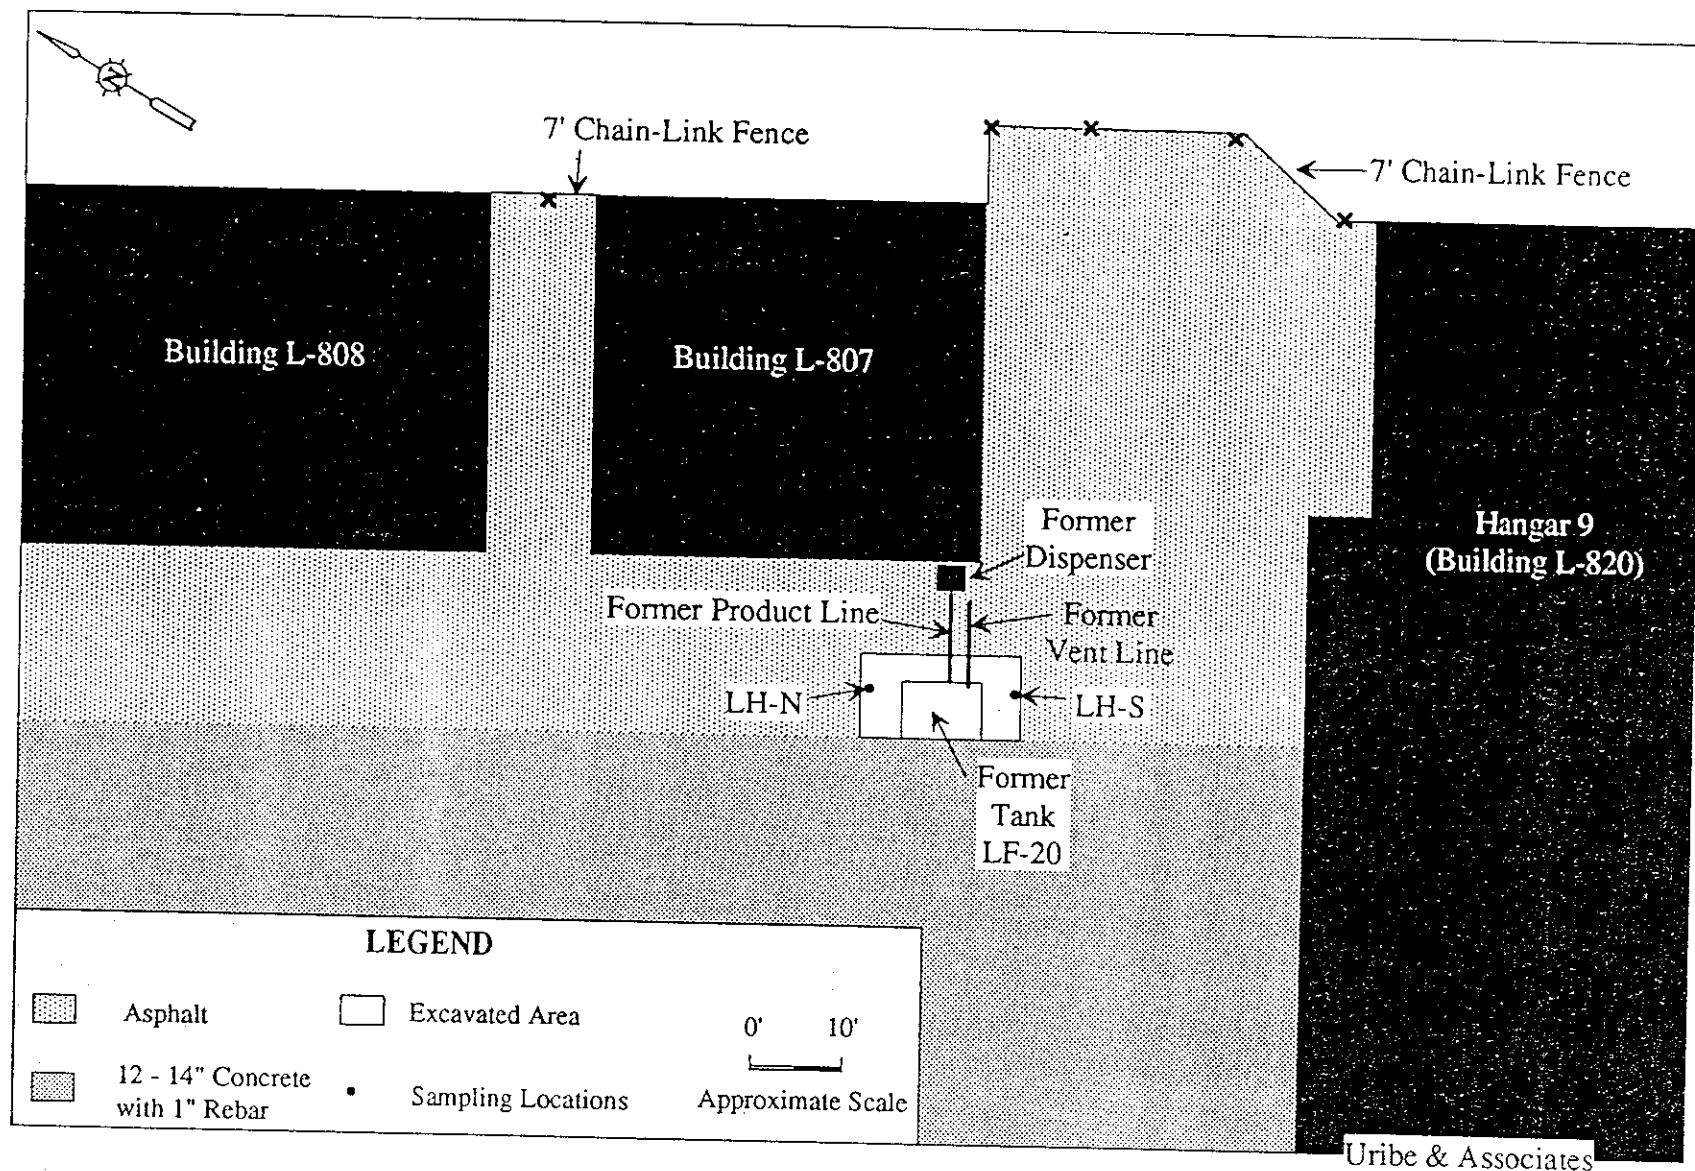 N
7' Chain-Link Fence
7' Chain-Link Fence
Building L-808
Building L-807
Hangar 9
(Building L-820)
Former
Dispenser
Former Product Line
Former
Vent Line
LH-N
LH-S
Former
Tank
LF-20
LEGEND
Asphalt
Excavated Area
0' 10'
12 - 14" Concrete
with 1" Rebar
Sampling Locations
Approximate Scale
Uribe & Associates